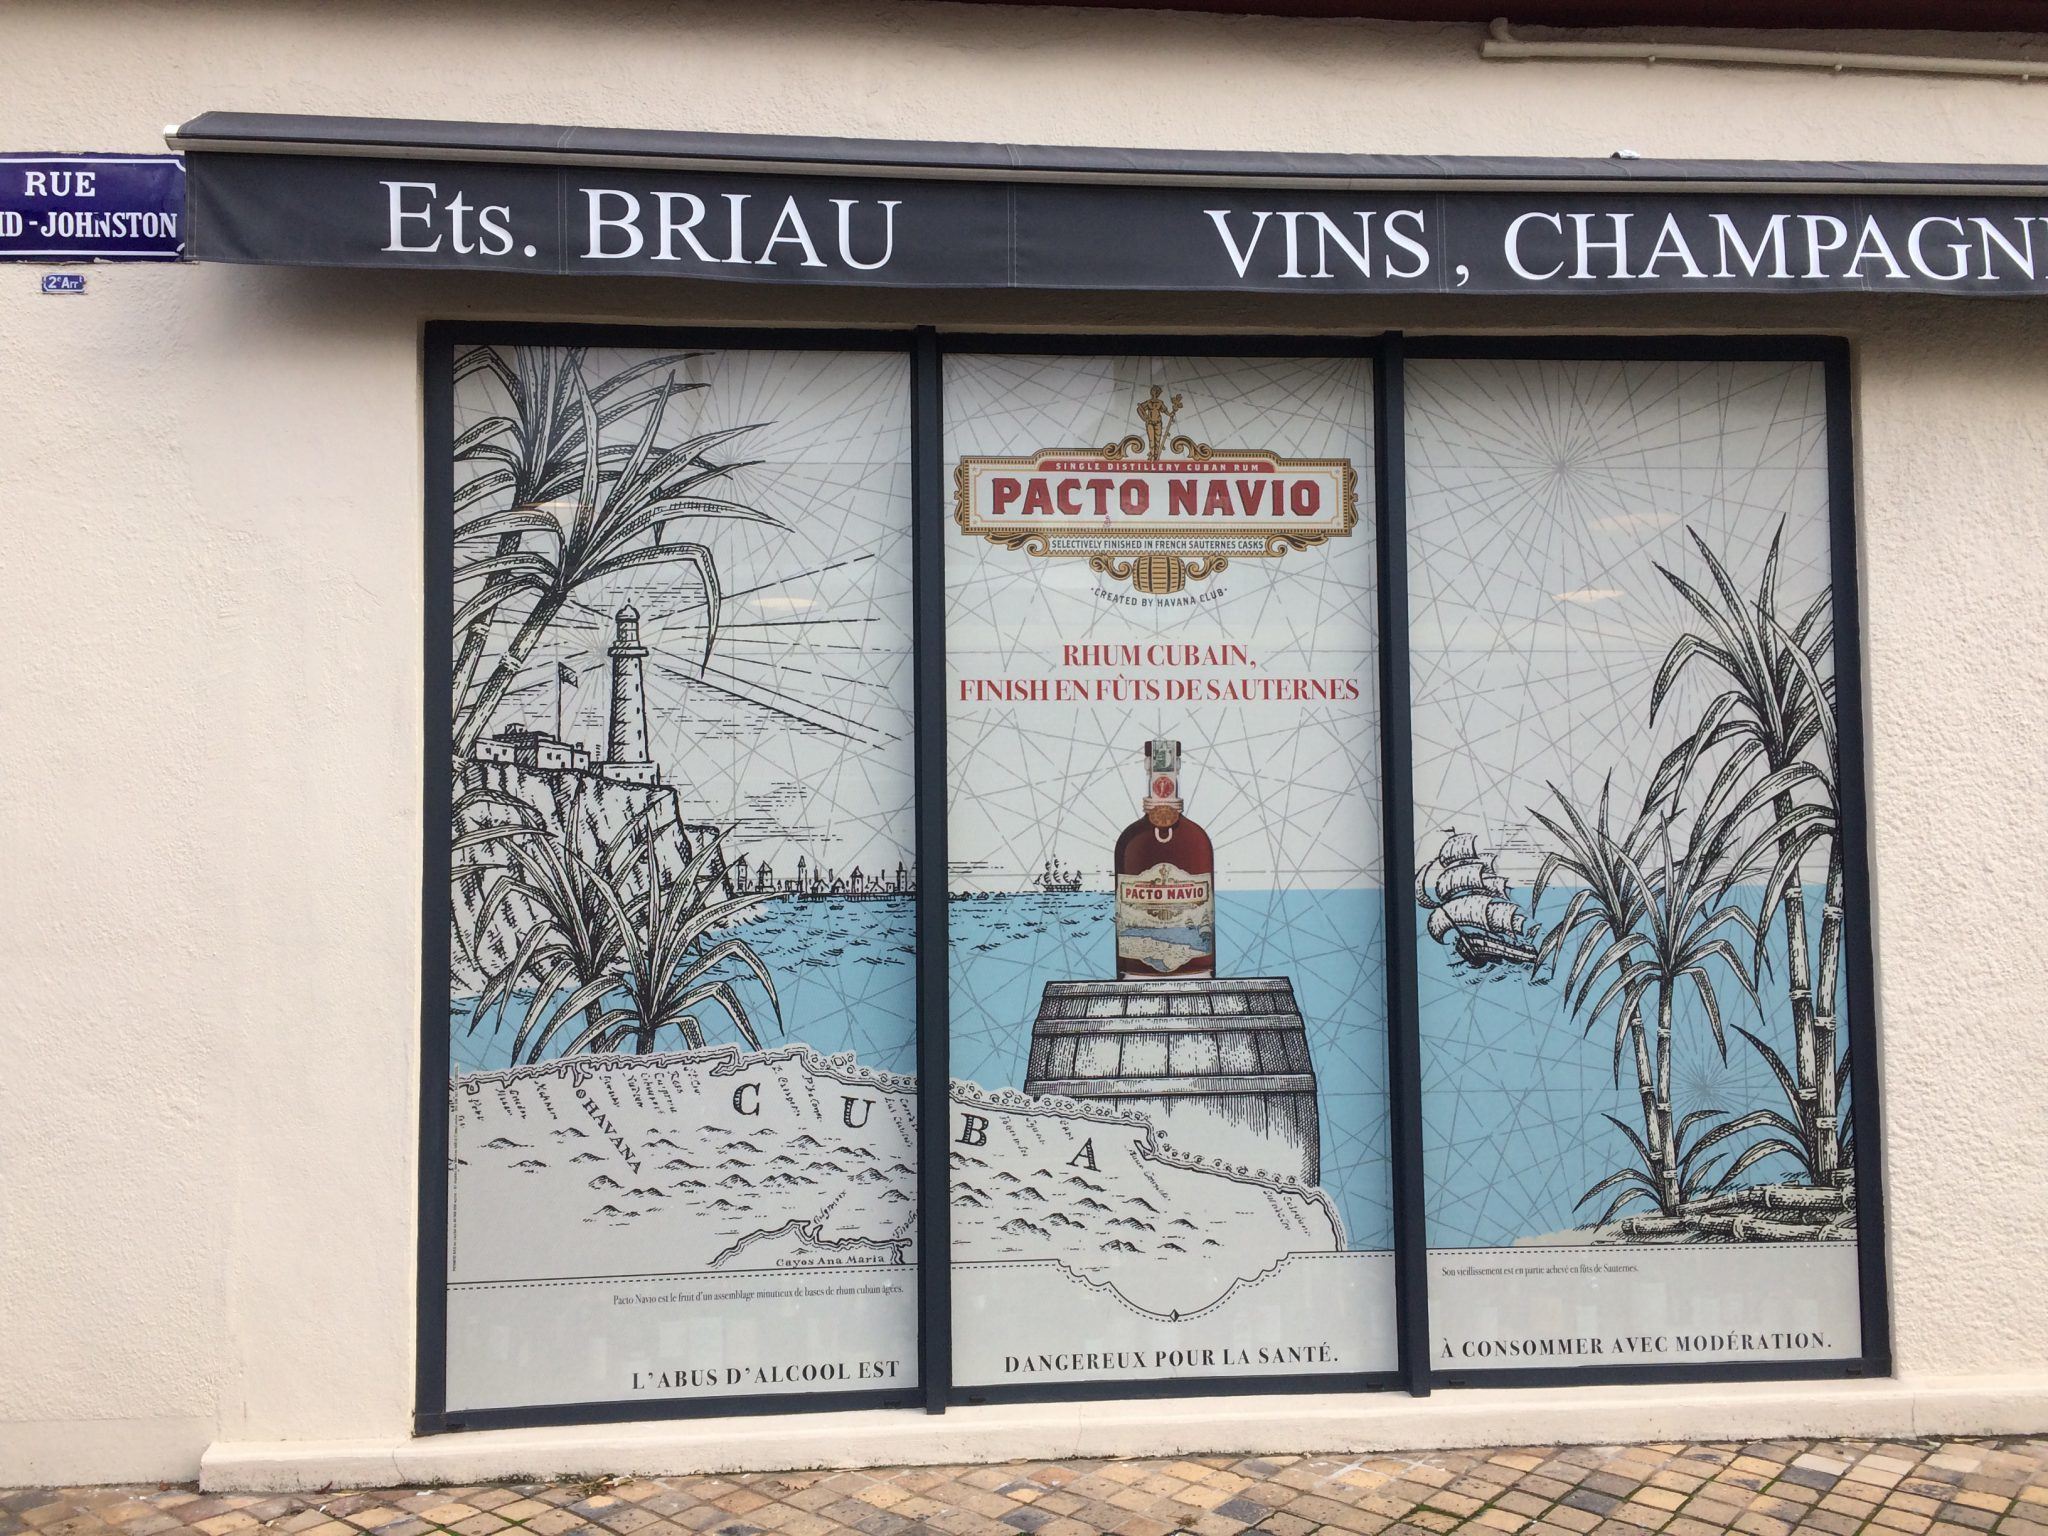 RUE
ID-JOHNSTON
2e Arrt
Ets. BRIAU
VINS, CHAMPAGN
SINGLE DISTILLERY CUBAN RUM
PACTO NAVIO
SELECTIVELY FINISHED IN FRENCH SAUTERNES CASKS
·CREATED BY HAVANA CLUB·
RHUM CUBAIN,
FINISH EN FÛTS DE SAUTERNES
PACTO NAVIO
CUBA
HAVANA
Cayos Ana Maria
Pacto Navio est le fruit d'un assemblage minutieux de bases de rhum cubain âgées.
Son vieillissement est en partie achevé en fûts de Sauternes.
L'ABUS D'ALCOOL EST
DANGEREUX POUR LA SANTÉ.
À CONSOMMER AVEC MODÉRATION.